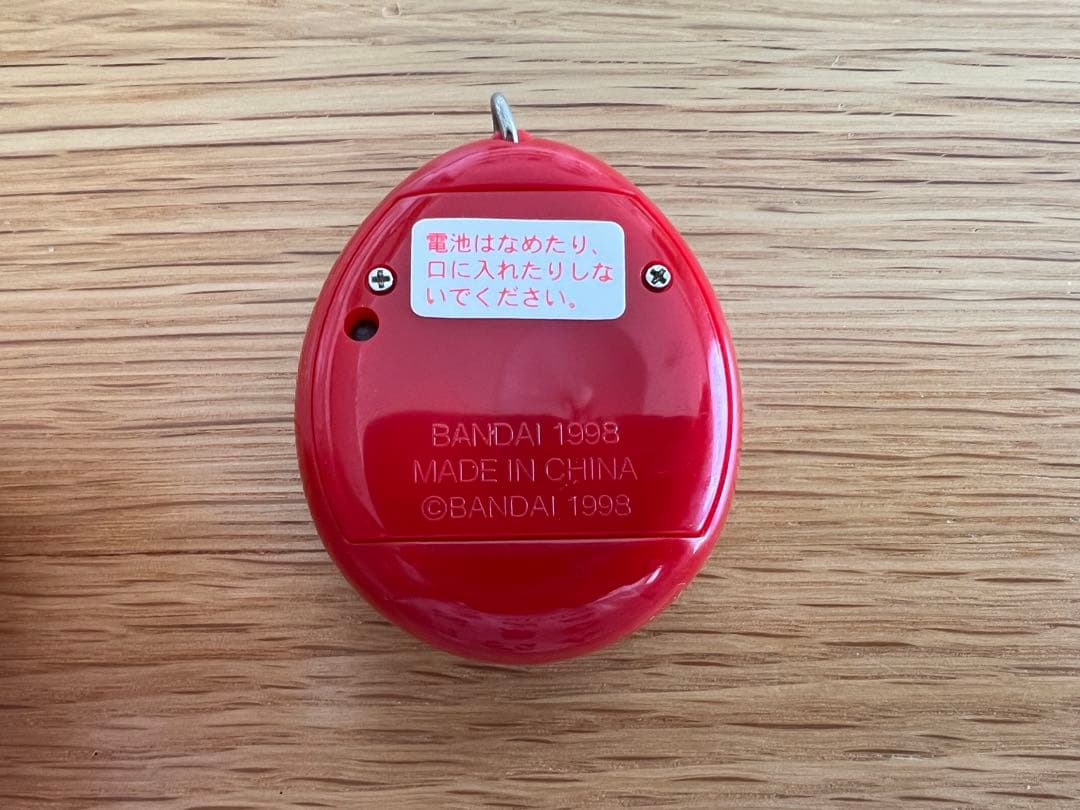 電池はなめたり、
口に入れたりしな
いでください。
BANDAI 1998
MADE IN CHINA
©BANDAI 1998